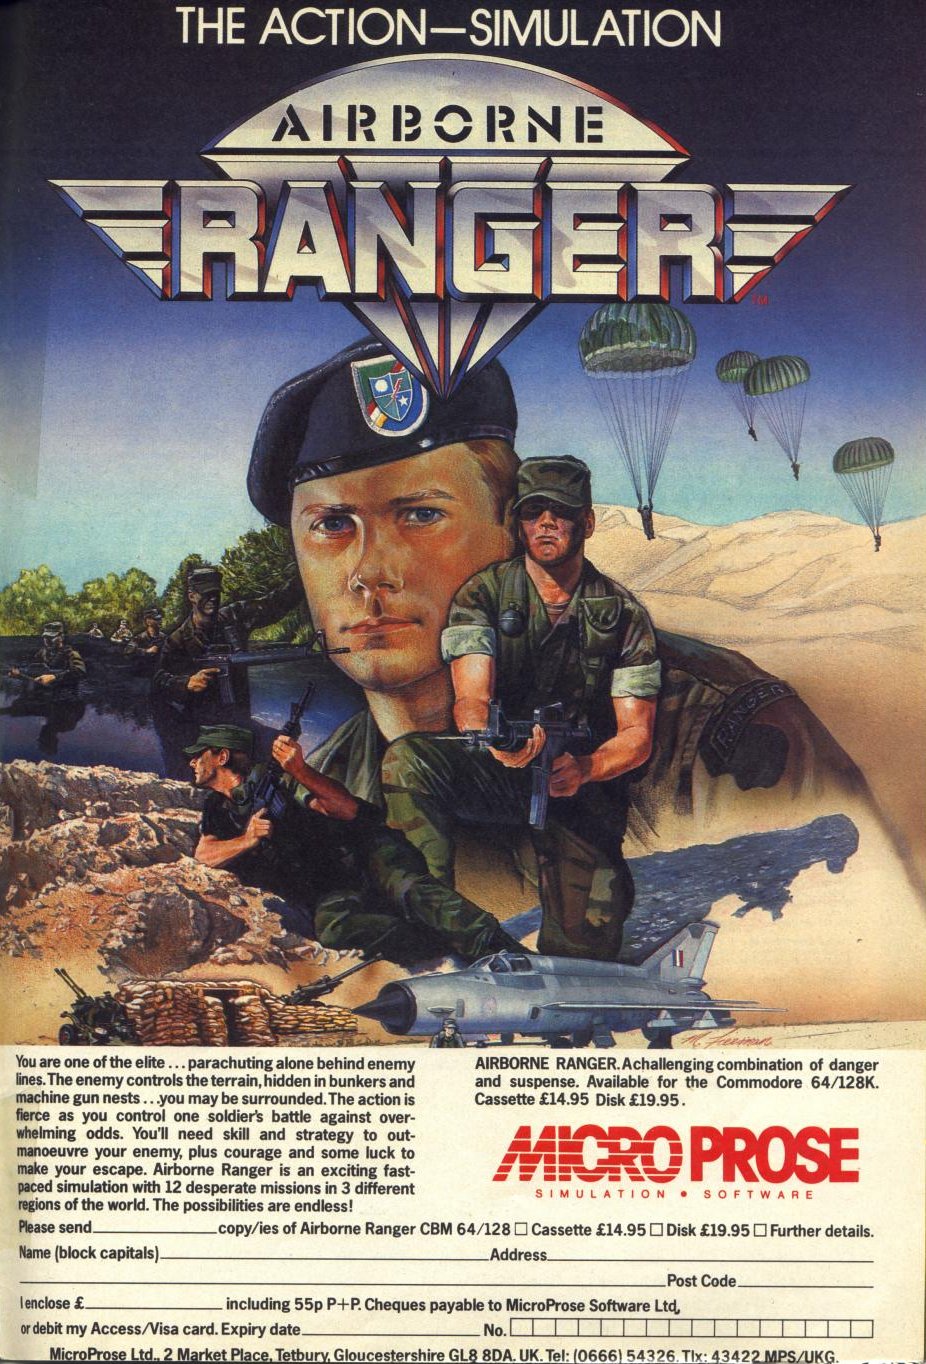 THE ACTION—SIMULATION
AIRBORNE
RANGER
TM
RANGER
M. Freeman
You are one of the elite . . . parachuting alone behind enemy
lines. The enemy controls the terrain, hidden in bunkers and
machine gun nests . . .you may be surrounded. The action is
fierce as you control one soldier's battle against over-
whelming odds. You'll need skill and strategy to out-
manoeuvre your enemy, plus courage and some luck to
make your escape. Airborne Ranger is an exciting fast-
paced simulation with 12 desperate missions in 3 different
regions of the world. The possibilities are endless!
AIRBORNE RANGER. A challenging combination of danger
and suspense. Available for the Commodore 64/128K.
Cassette £14.95 Disk £19.95.
MICRO PROSE
SIMULATION • SOFTWARE
Please send copy/ies of Airborne Ranger CBM 64/128 □ Cassette £14.95 □ Disk £19.95 □ Further details.
Name (block capitals) Address
Post Code
I enclose £ including 55p P+P. Cheques payable to MicroProse Software Ltd,
or debit my Access/Visa card. Expiry date No.
MicroProse Ltd., 2 Market Place, Tetbury, Gloucestershire GL8 8DA. UK. Tel: (0666) 54326. Tlx: 43422 MPS/UKG.